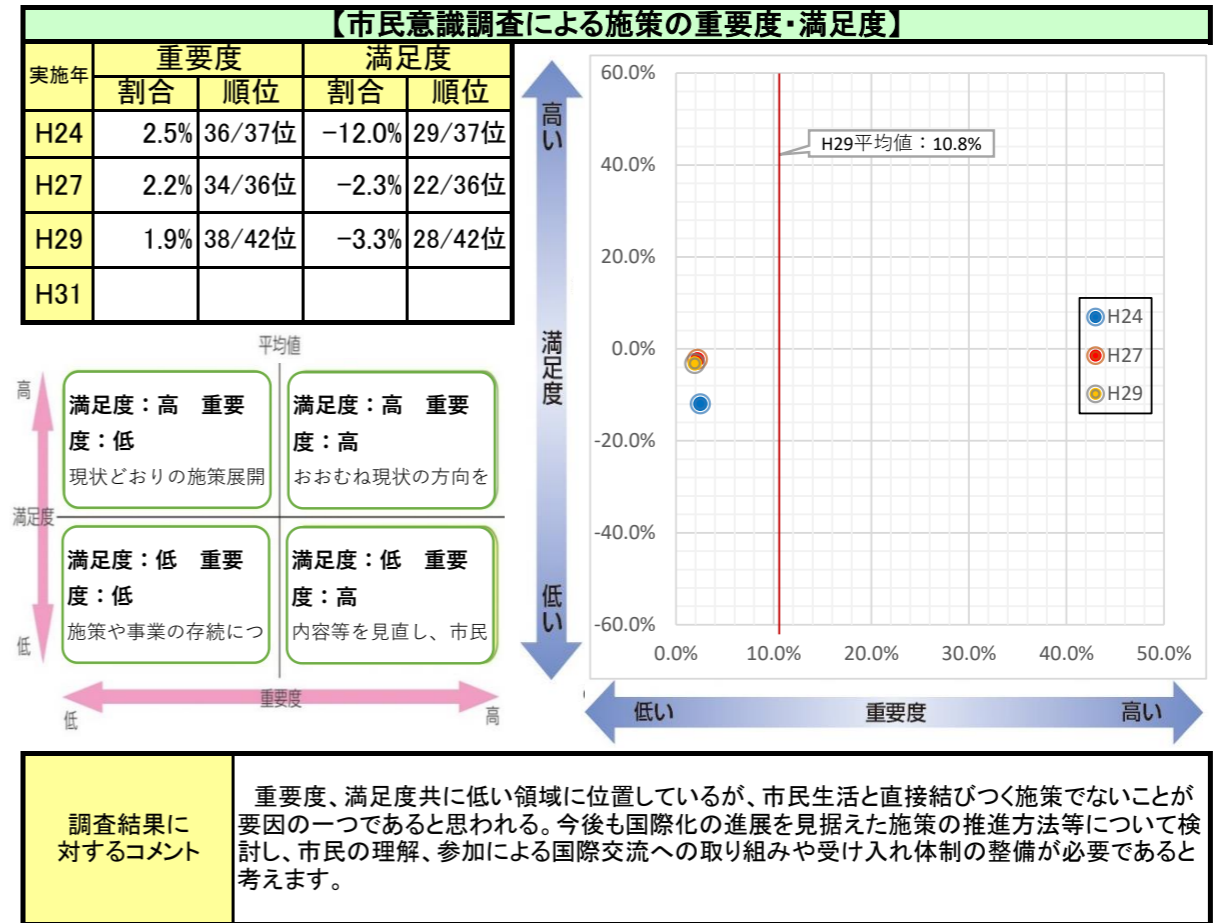 【市民意識調査による施策の重要度・満足度】
実施年 重要度 満足度
割合 順位 割合 順位
H24 2.5% 36/37位 -12.0% 29/37位
H27 2.2% 34/36位 -2.3% 22/36位
H29 1.9% 38/42位 -3.3% 28/42位
H31
平均値
高
満足度
低
満足度：高　重要
度：低
現状どおりの施策展開
満足度：高　重要
度：高
おおむね現状の方向を
満足度：低　重要
度：低
施策や事業の存続につ
満足度：低　重要
度：高
内容等を見直し、市民
低
重要度
高
高い
満足度
低い
60.0%
40.0%
20.0%
0.0%
-20.0%
-40.0%
-60.0%
H29平均値：10.8%
H24
H27
H29
0.0% 10.0% 20.0% 30.0% 40.0% 50.0%
低い 重要度 高い
調査結果に
対するコメント
重要度、満足度共に低い領域に位置しているが、市民生活と直接結びつく施策でないことが
要因の一つであると思われる。今後も国際化の進展を見据えた施策の推進方法等について検
討し、市民の理解、参加による国際交流への取り組みや受け入れ体制の整備が必要であると
考えます。